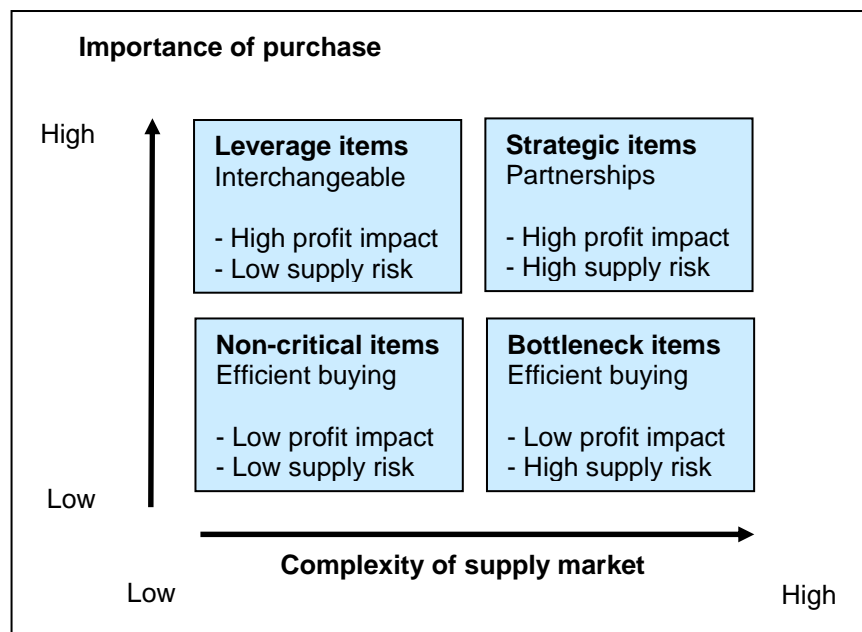 Importance of purchase
High
Leverage items
Interchangeable
- High profit impact
- Low supply risk
Strategic items
Partnerships
- High profit impact
- High supply risk
Non-critical items
Efficient buying
- Low profit impact
- Low supply risk
Bottleneck items
Efficient buying
- Low profit impact
- High supply risk
Low
Complexity of supply market
Low
High